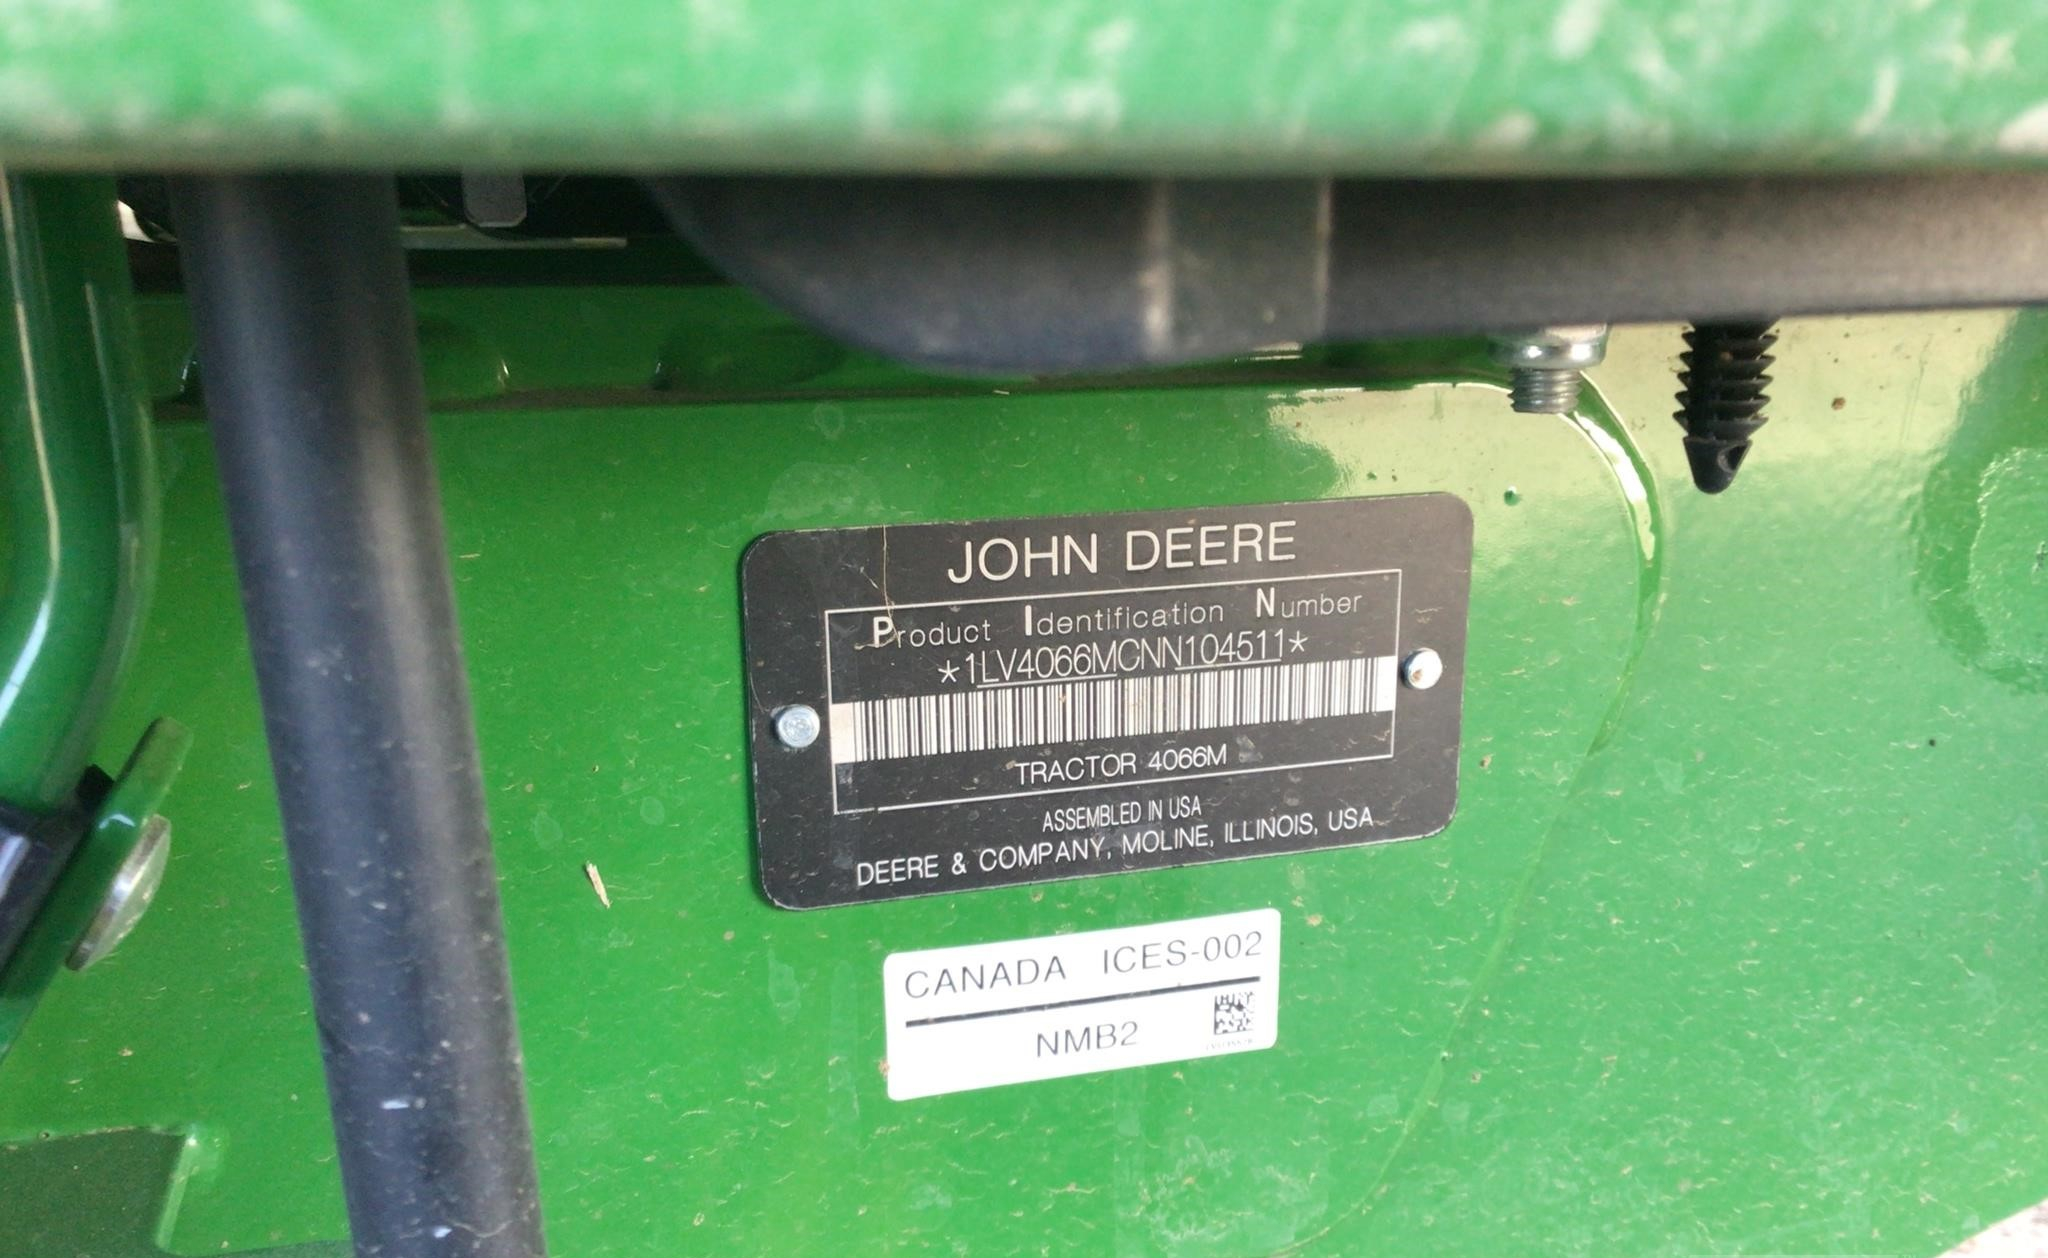 JOHN DEERE
Product Identification Number
*1LV4066MCNN104511*
TRACTOR 4066M
ASSEMBLED IN USA
DEERE & COMPANY, MOLINE, ILLINOIS, USA
CANADA ICES-002
NMB2